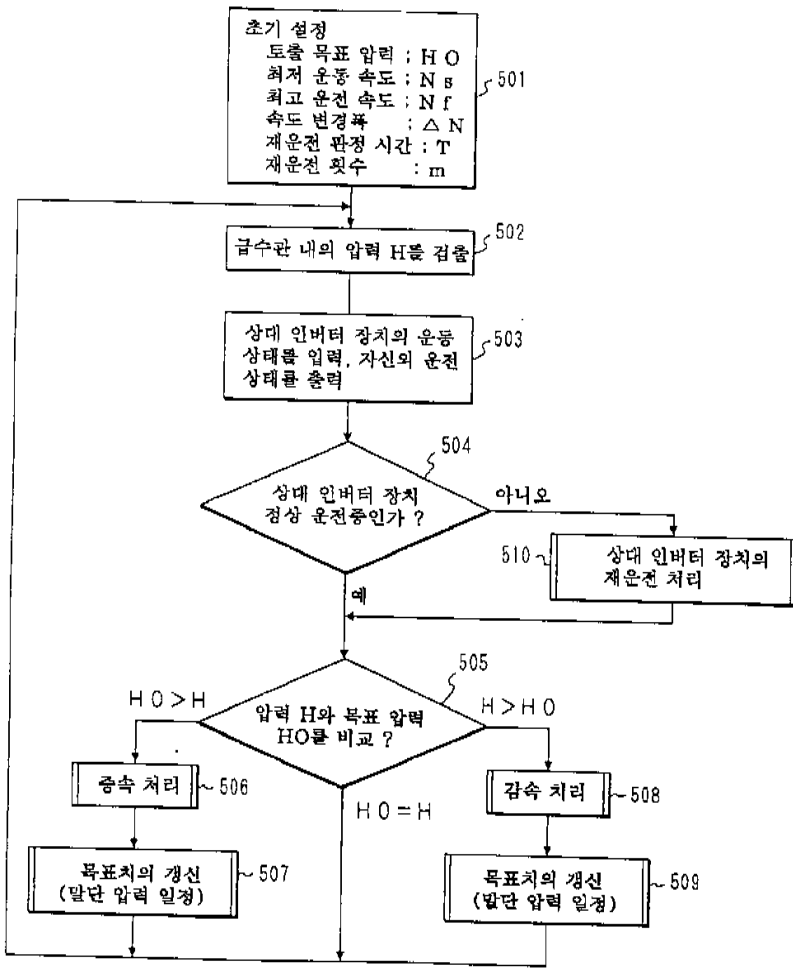 초기 설정
토출 목표 압력 ; H O
최저 운동 속도 ; N s
최고 운전 속도 ; N f
속도 변경폭 ; △ N
재운전 판정 시간 : T
재운전 횟수 : m
501
급수관 내의 압력 H를 검출
502
상대 인버터 장치의 운동
상태를 입력, 자신의 운전
상태를 출력
503
504
상대 인버터 장치
정상 운전중인가 ?
아니오
510
상대 인버터 장치의
재운전 처리
예
505
H O > H
압력 H와 목표 압력
HO를 비교 ?
H > H O
증속 처리
506
H O = H
감속 처리
508
목표치의 갱신
(말단 압력 일정)
507
목표치의 갱신
(말단 압력 일정)
509